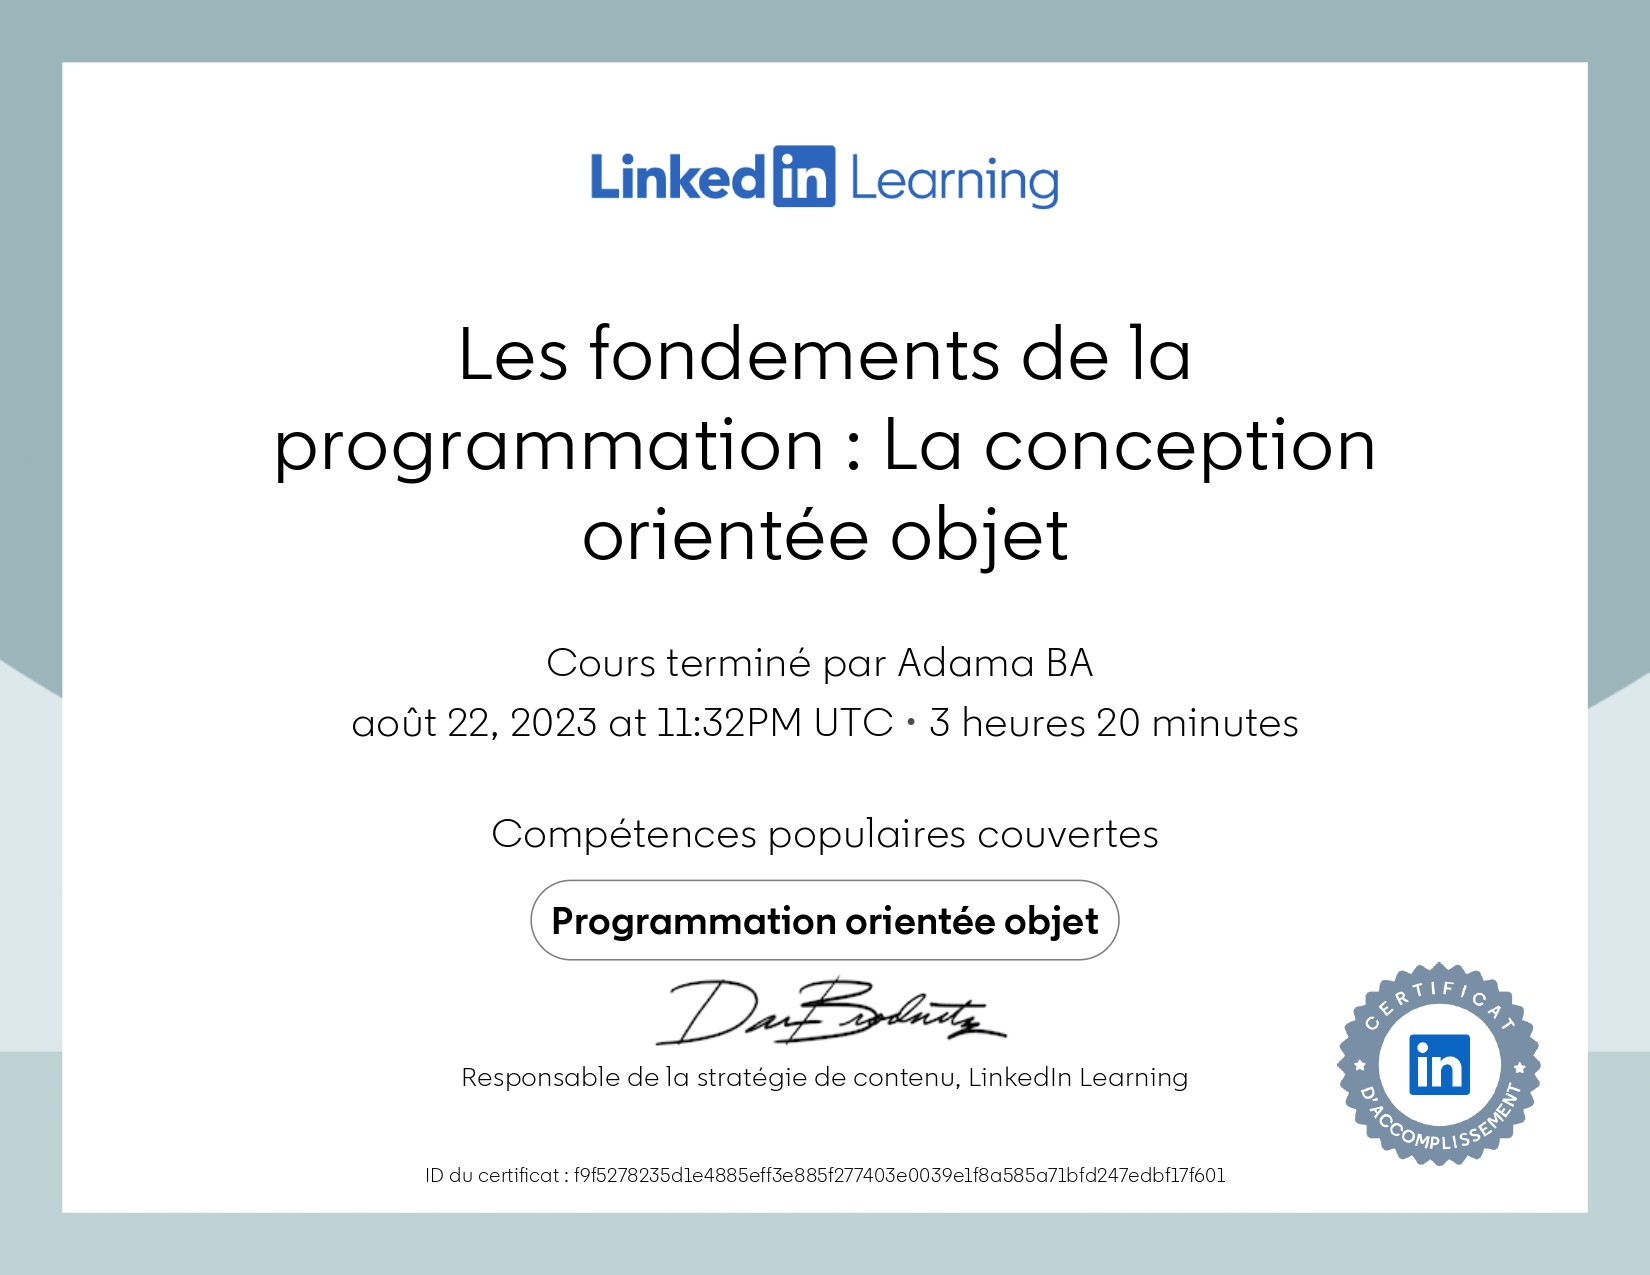 LinkedIn Learning
Les fondements de la
programmation : La conception
orientée objet
Cours terminé par Adama BA
août 22, 2023 at 11:32PM UTC • 3 heures 20 minutes
Compétences populaires couvertes
Programmation orientée objet
Dan Brodnitz
Responsable de la stratégie de contenu, LinkedIn Learning
CERTIFICAT
in
D'ACCOMPLISSEMENT
ID du certificat : f9f5278235d1e4885eff3e885f277403e0039e1f8a585a71bfd247edbf17f601